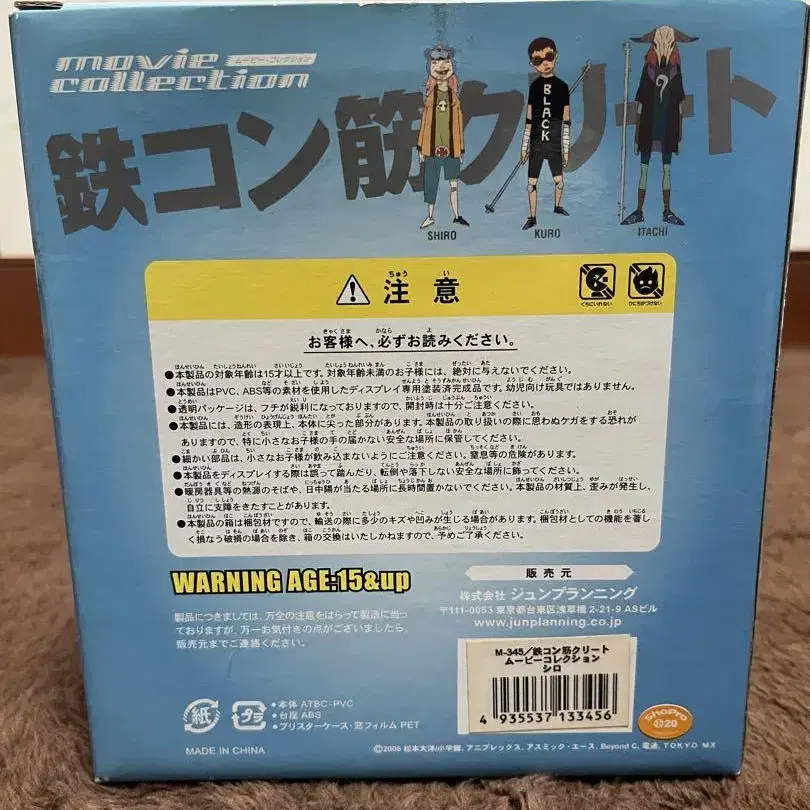 movie
collection
ムービー・コレクション
鉄コン筋クリート
BLACK
SHIRO
KURO
ITACHI
注意
くちにいれない
ひにちかづけない
お客様へ、必ずお読みください。
●本製品の対象年齢は15才以上です。対象年齢未満のお子様には、絶対に与えないでください。
●本製品はPVC、ABS等の素材を使用したディスプレイ専用塗装済完成品です。幼児向け玩具ではありません。
●透明パッケージは、フチが鋭利になっておりますので、開封時は十分ご注意ください。
●本製品には、造形の表現上、本体に尖った部分があります。本製品の取り扱いの際に思わぬケガをする恐れが
ありますので、特に小さなお子様の手の届かない安全な場所に保管してください。
●細かい部品は、小さなお子様が飲み込まないようにご注意ください。窒息等の危険があります。
●本製品をディスプレイする際は誤って踏んだり、転倒や落下しない安全な場所に飾ってください。
●暖房器具等の熱源のそばや、日中陽が当たる場所に長時間置かないでください。本製品の材質上、歪みが発生し、
自立に支障をきたすことがあります。
●本製品の箱は梱包材ですので、輸送の際に多少のキズや凹みが生じる場合があります。梱包材としての機能を著し
く損なう破損の場合を除き、箱の交換はいたしかねますので、予めご了承ください。
WARNING AGE:15&up
製品につきましては、万全の注意をはらって製造に当っ
ておりますが、万一お気付きの点がございましたら、
販売元までご連絡ください。
販売元
株式会社 ジュンプランニング
〒111-0053 東京都台東区浅草橋 2-21-9 ASビル
www.junplanning.co.jp
M-345/鉄コン筋クリート
ムービーコレクション
シロ
4 935537 133456
ShoPro
20
紙
プラ
●本体 ATBC-PVC
●台座 ABS
●ブリスターケース・窓フィルム PET
MADE IN CHINA
©2006 松本大洋/小学館、アニプレックス、アスミック・エース、Beyond C、電通、TOKYO MX